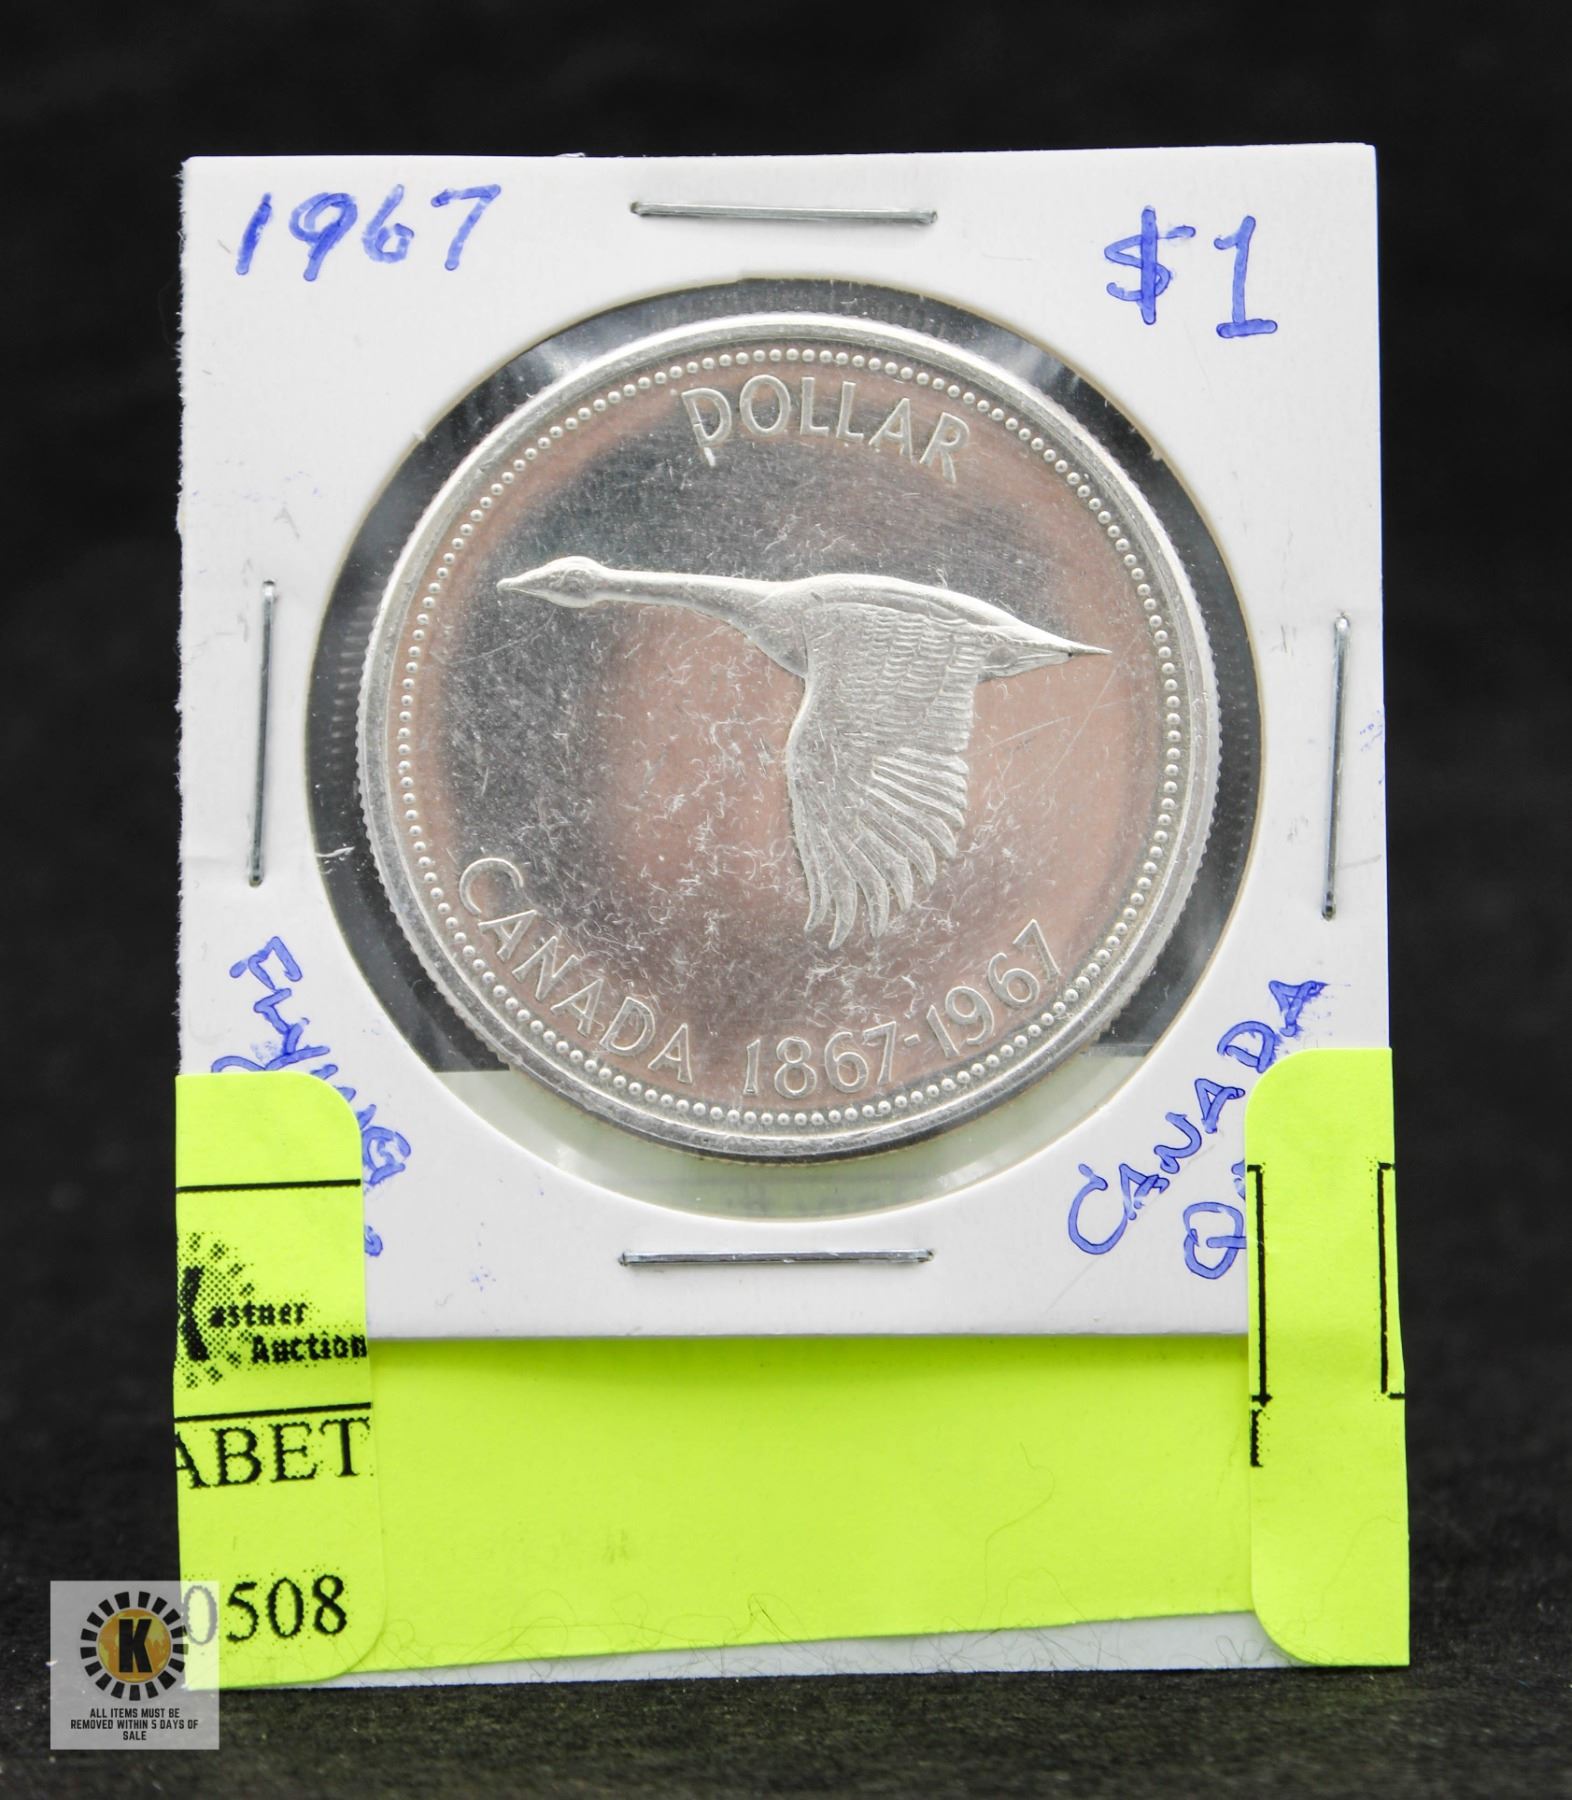 1967
$1
DOLLAR
CANADA 1867-1967
FLYING
CANADA
Kastner
Auction
ABET
0508
K
ALL ITEMS MUST BE
REMOVED WITHIN 5 DAYS OF
SALE